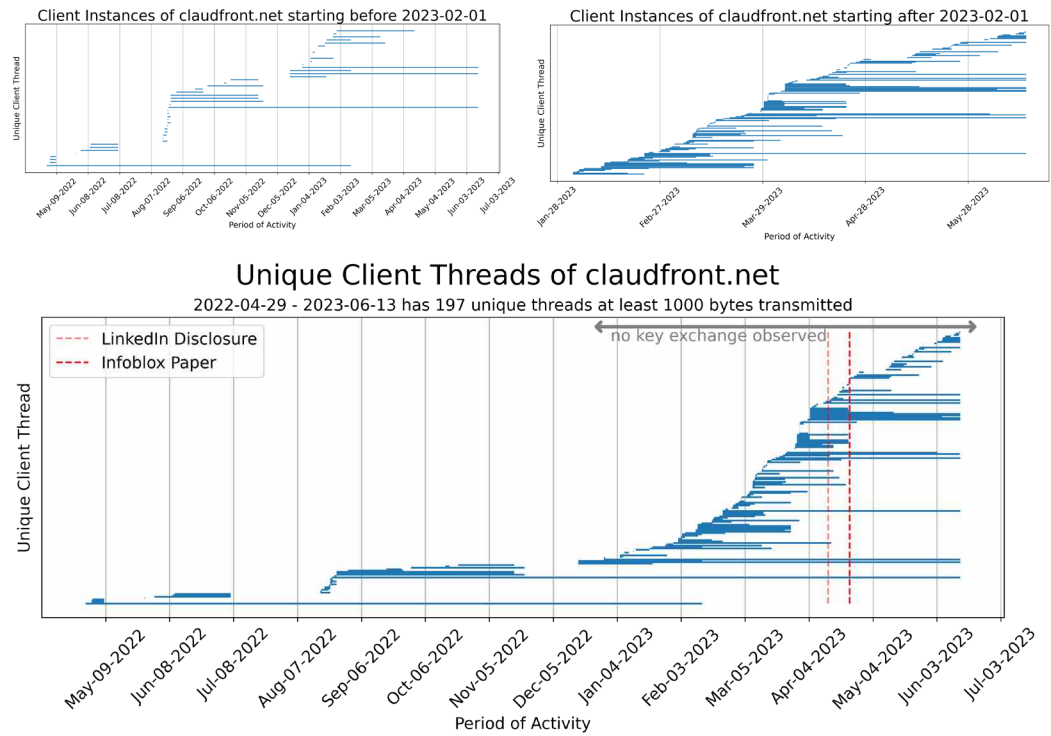 Client Instances of claudfront.net starting before 2023-02-01
Unique Client Thread
May-09-2022
Jun-08-2022
Jul-08-2022
Aug-07-2022
Sep-06-2022
Oct-06-2022
Nov-05-2022
Dec-05-2022
Jan-04-2023
Feb-03-2023
Mar-05-2023
Apr-04-2023
May-04-2023
Jun-03-2023
Jul-03-2023
Period of Activity
Client Instances of claudfront.net starting after 2023-02-01
Unique Client Thread
Jan-28-2023
Feb-27-2023
Mar-29-2023
Apr-28-2023
May-28-2023
Period of Activity
Unique Client Threads of claudfront.net
2022-04-29 - 2023-06-13 has 197 unique threads at least 1000 bytes transmitted
LinkedIn Disclosure
Infoblox Paper
no key exchange observed
Unique Client Thread
May-09-2022
Jun-08-2022
Jul-08-2022
Aug-07-2022
Sep-06-2022
Oct-06-2022
Nov-05-2022
Dec-05-2022
Jan-04-2023
Feb-03-2023
Mar-05-2023
Apr-04-2023
May-04-2023
Jun-03-2023
Jul-03-2023
Period of Activity